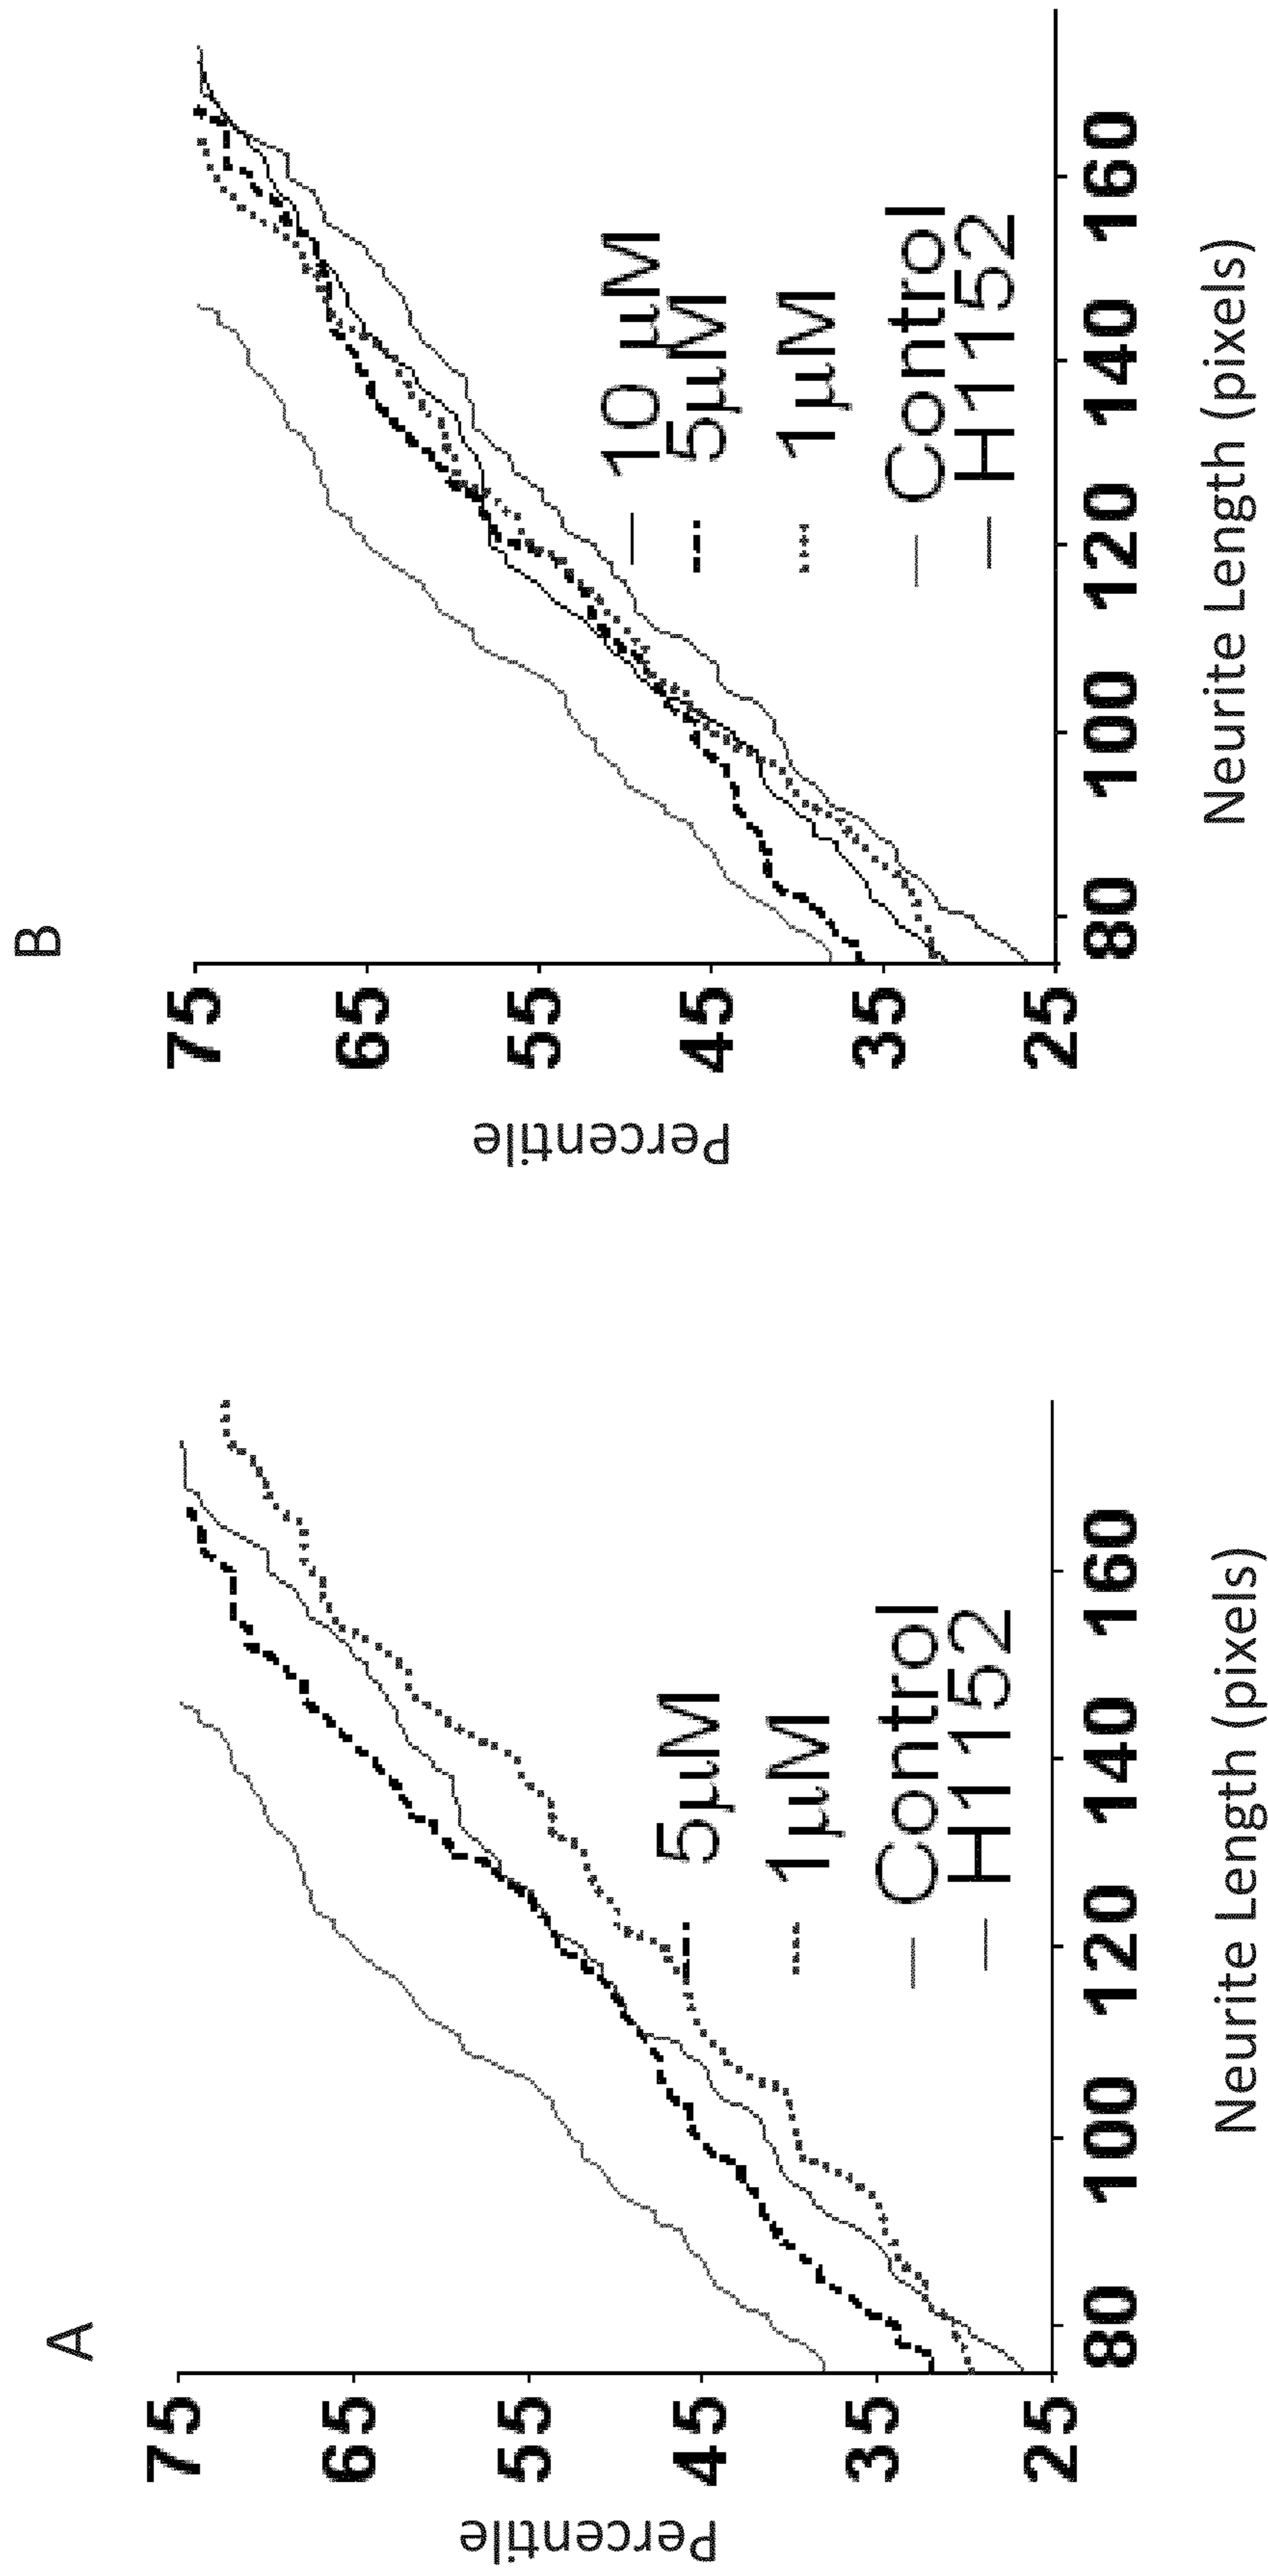 A
75
65
55
45
35
25
Percentile
5µM
1µM
Control
H1152
80 100 120 140 160
Neurite Length (pixels)
B
75
65
55
45
35
25
Percentile
10 µM
5µM
1µM
Control
H1152
80 100 120 140 160
Neurite Length (pixels)